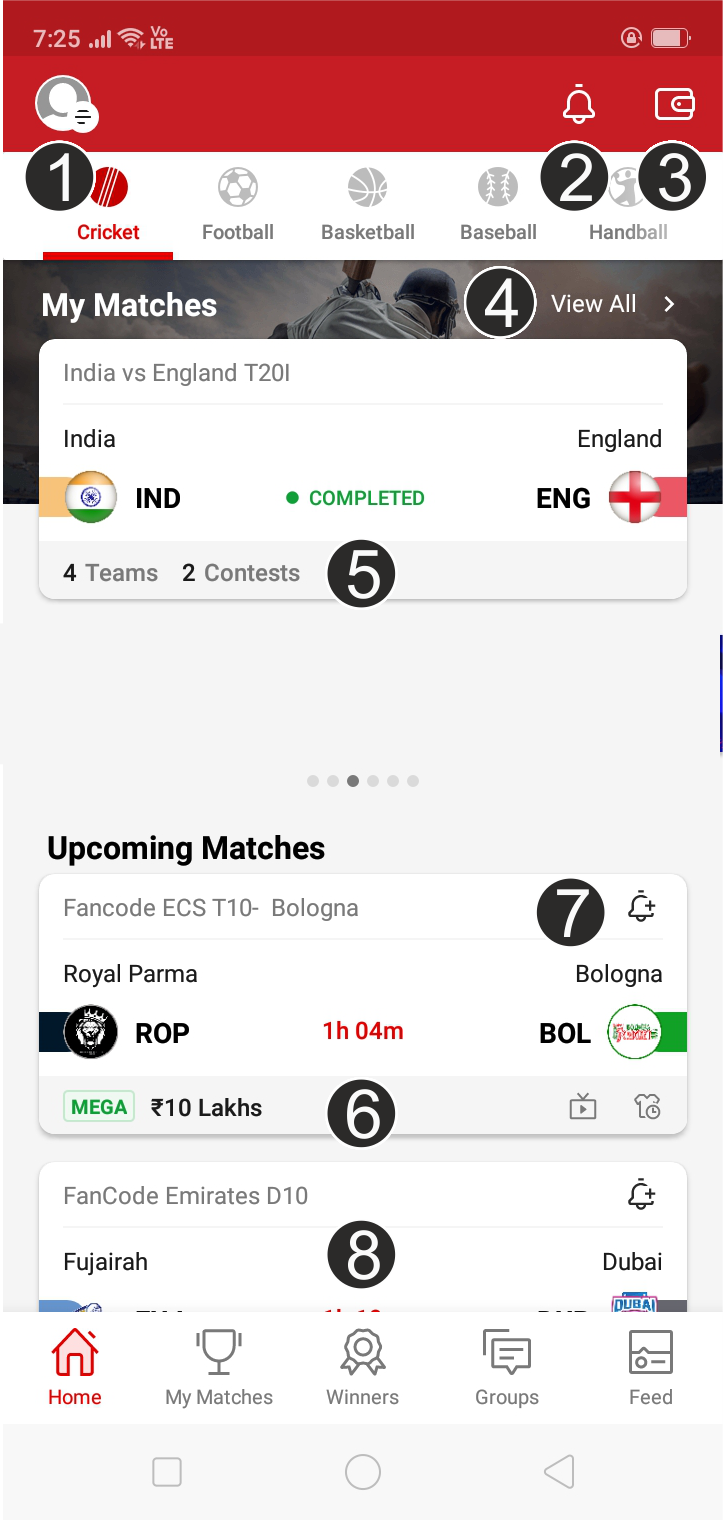 7:25 Vo LTE
1 2 3
Cricket Football Basketball Baseball Handball
My Matches 4 View All
India vs England T20I
India England
IND COMPLETED ENG
4 Teams 2 Contests 5
Upcoming Matches
Fancode ECS T10- Bologna 7
Royal Parma Bologna
ROP 1h 04m BOL
MEGA ₹10 Lakhs 6
FanCode Emirates D10
Fujairah 8 Dubai
DUBAI
Home My Matches Winners Groups Feed